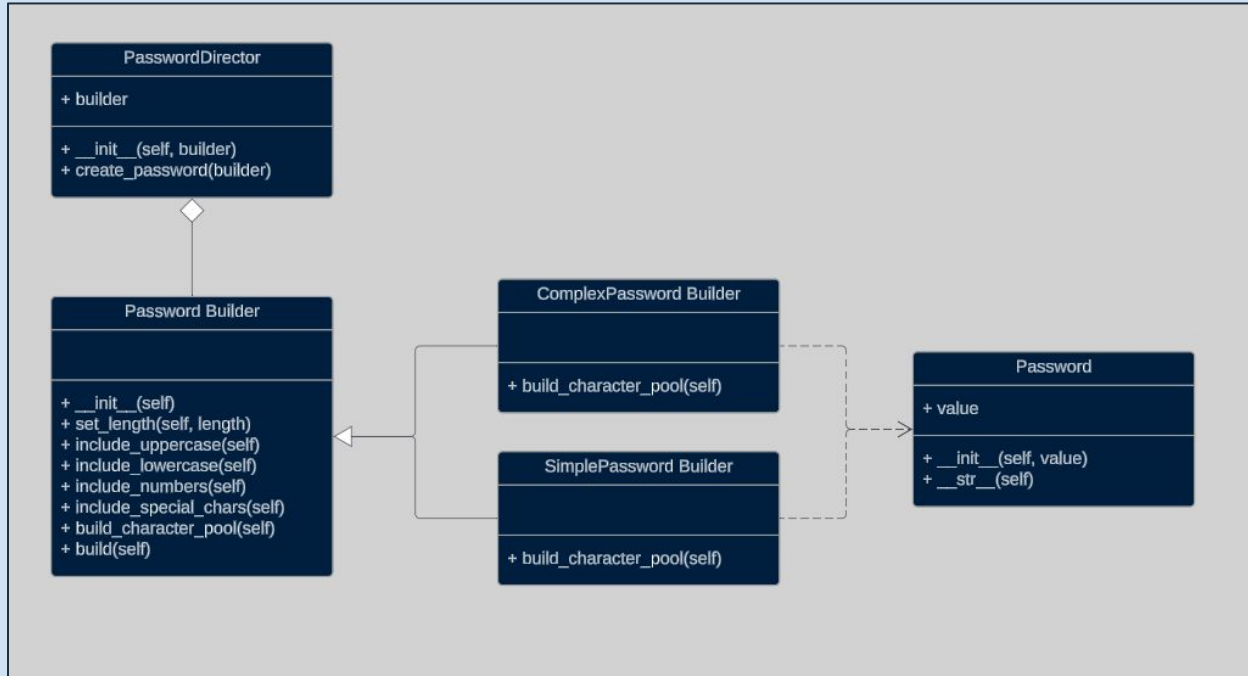 PasswordDirector
+ builder
+ __init__(self, builder)
+ create_password(builder)
Password Builder
+ __init__(self)
+ set_length(self, length)
+ include_uppercase(self)
+ include_lowercase(self)
+ include_numbers(self)
+ include_special_chars(self)
+ build_character_pool(self)
+ build(self)
ComplexPassword Builder
+ build_character_pool(self)
SimplePassword Builder
+ build_character_pool(self)
Password
+ value
+ __init__(self, value)
+ __str__(self)